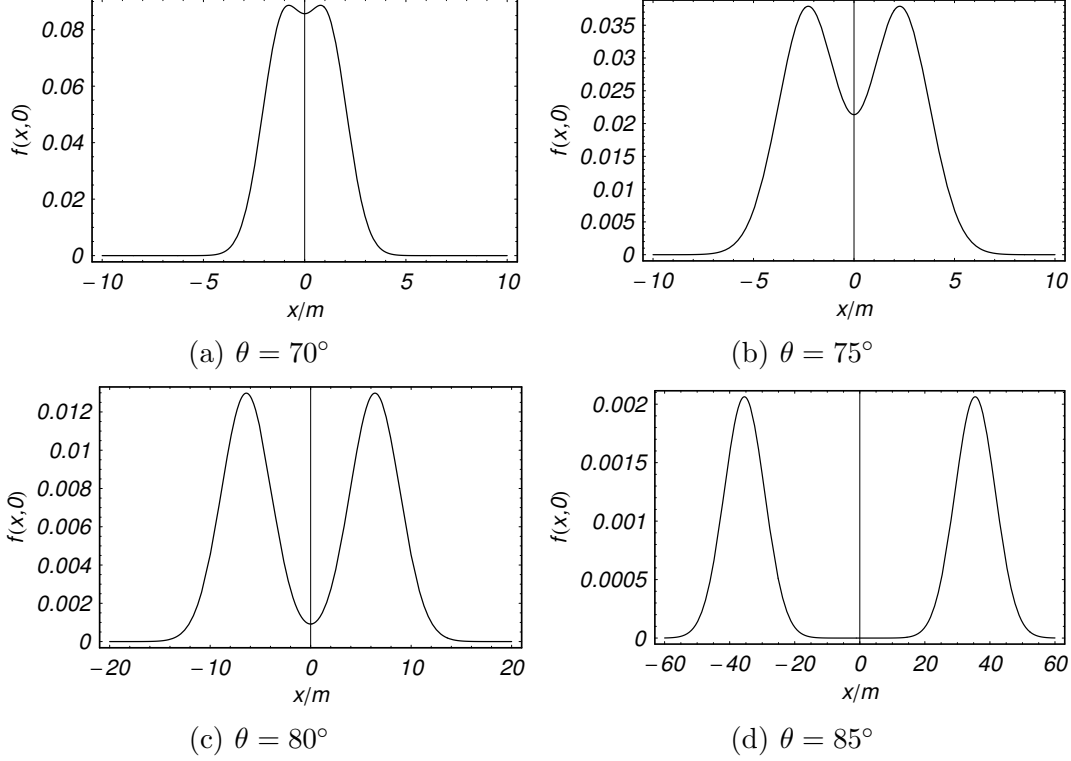 0.08
0.06
0.04
0.02
0
f(x,0)
−10 −5 0 5 10
x/m
(a) θ = 70°
0.035
0.03
0.025
0.02
0.015
0.01
0.005
0
f(x,0)
−10 −5 0 5 10
x/m
(b) θ = 75°
0.012
0.01
0.008
0.006
0.004
0.002
0
f(x,0)
−20 −10 0 10 20
x/m
(c) θ = 80°
0.002
0.0015
0.001
0.0005
0
f(x,0)
−60 −40 −20 0 20 40 60
x/m
(d) θ = 85°